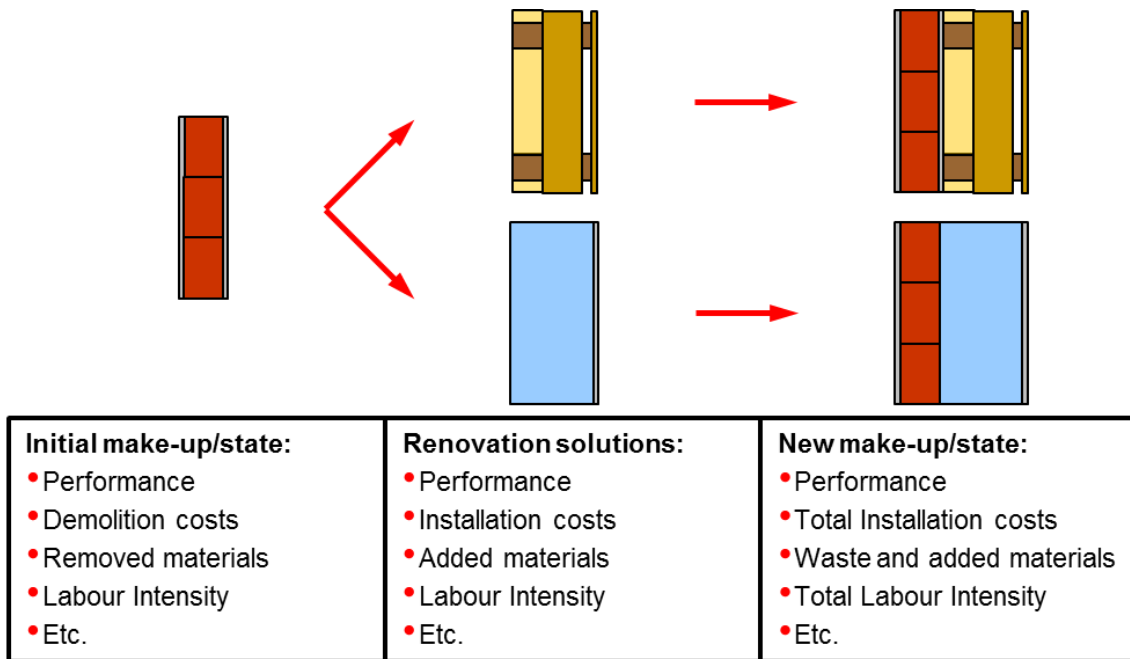 Initial make-up/state:
•Performance
•Demolition costs
•Removed materials
•Labour Intensity
•Etc.
Renovation solutions:
•Performance
•Installation costs
•Added materials
•Labour Intensity
•Etc.
New make-up/state:
•Performance
•Total Installation costs
•Waste and added materials
•Total Labour Intensity
•Etc.